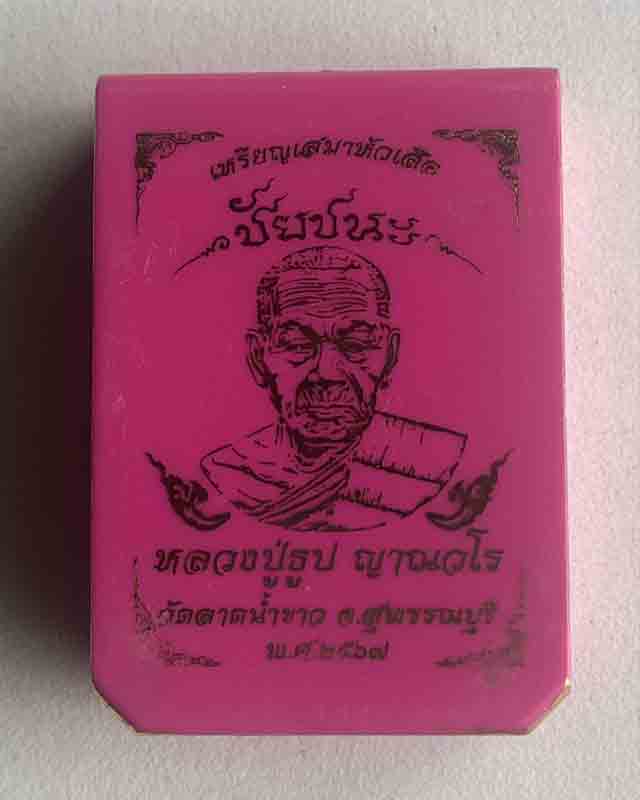 เหรียญเสมาหัวเสือ
ชัยชนะ
หลวงปู่ธูป ญาณวโร
วัดลาดน้ำขาว จ.สุพรรณบุรี
พ.ศ.๒๕๖๗